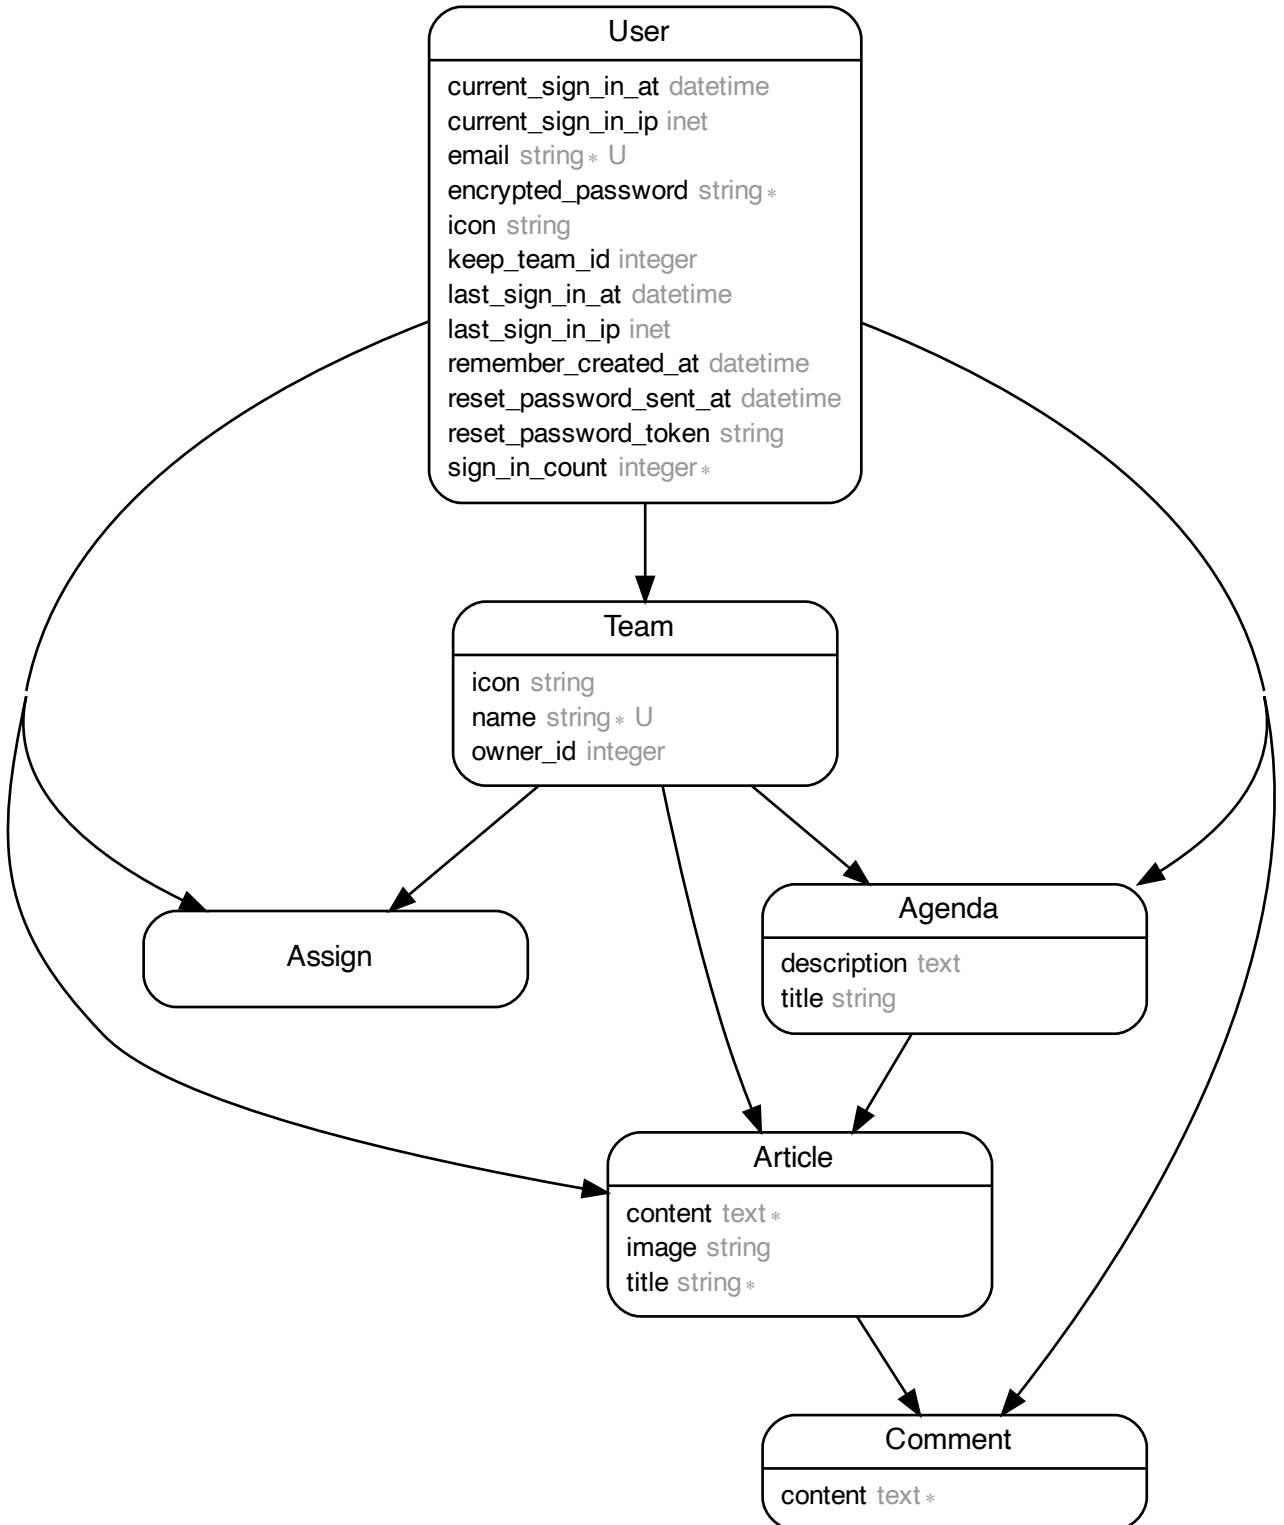 User
current_sign_in_at datetime
current_sign_in_ip inet
email string * U
encrypted_password string *
icon string
keep_team_id integer
last_sign_in_at datetime
last_sign_in_ip inet
remember_created_at datetime
reset_password_sent_at datetime
reset_password_token string
sign_in_count integer *
Team
icon string
name string * U
owner_id integer
Assign
Agenda
description text
title string
Article
content text *
image string
title string *
Comment
content text *